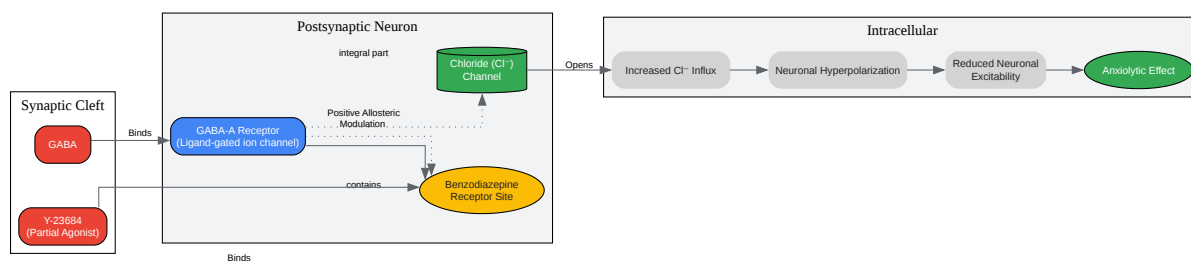 Synaptic Cleft
GABA
Y-23684
(Partial Agonist)
Binds
Postsynaptic Neuron
integral part
Chloride (Cl⁻)
Channel
Positive Allosteric
Modulation
GABA-A Receptor
(Ligand-gated ion channel)
contains
Benzodiazepine
Receptor Site
Binds
Opens
Intracellular
Increased Cl⁻ Influx
Neuronal Hyperpolarization
Reduced Neuronal
Excitability
Anxiolytic Effect